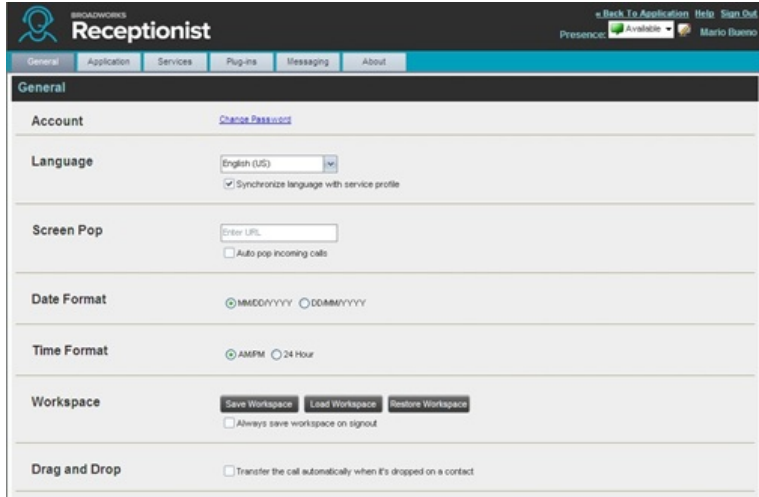 BROADWORKS
Receptionist
« Back To Application Help Sign Out
Presence: Available Mario Bueno
General Application Services Plug-ins Messaging About
General
Account Change Password
Language English (US)
Synchronize language with service profile
Screen Pop Enter URL
Auto pop incoming calls
Date Format MM/DD/YYYY DD/MM/YYYY
Time Format AM/PM 24 Hour
Workspace Save Workspace Load Workspace Restore Workspace
Always save workspace on signout
Drag and Drop Transfer the call automatically when it's dropped on a contact